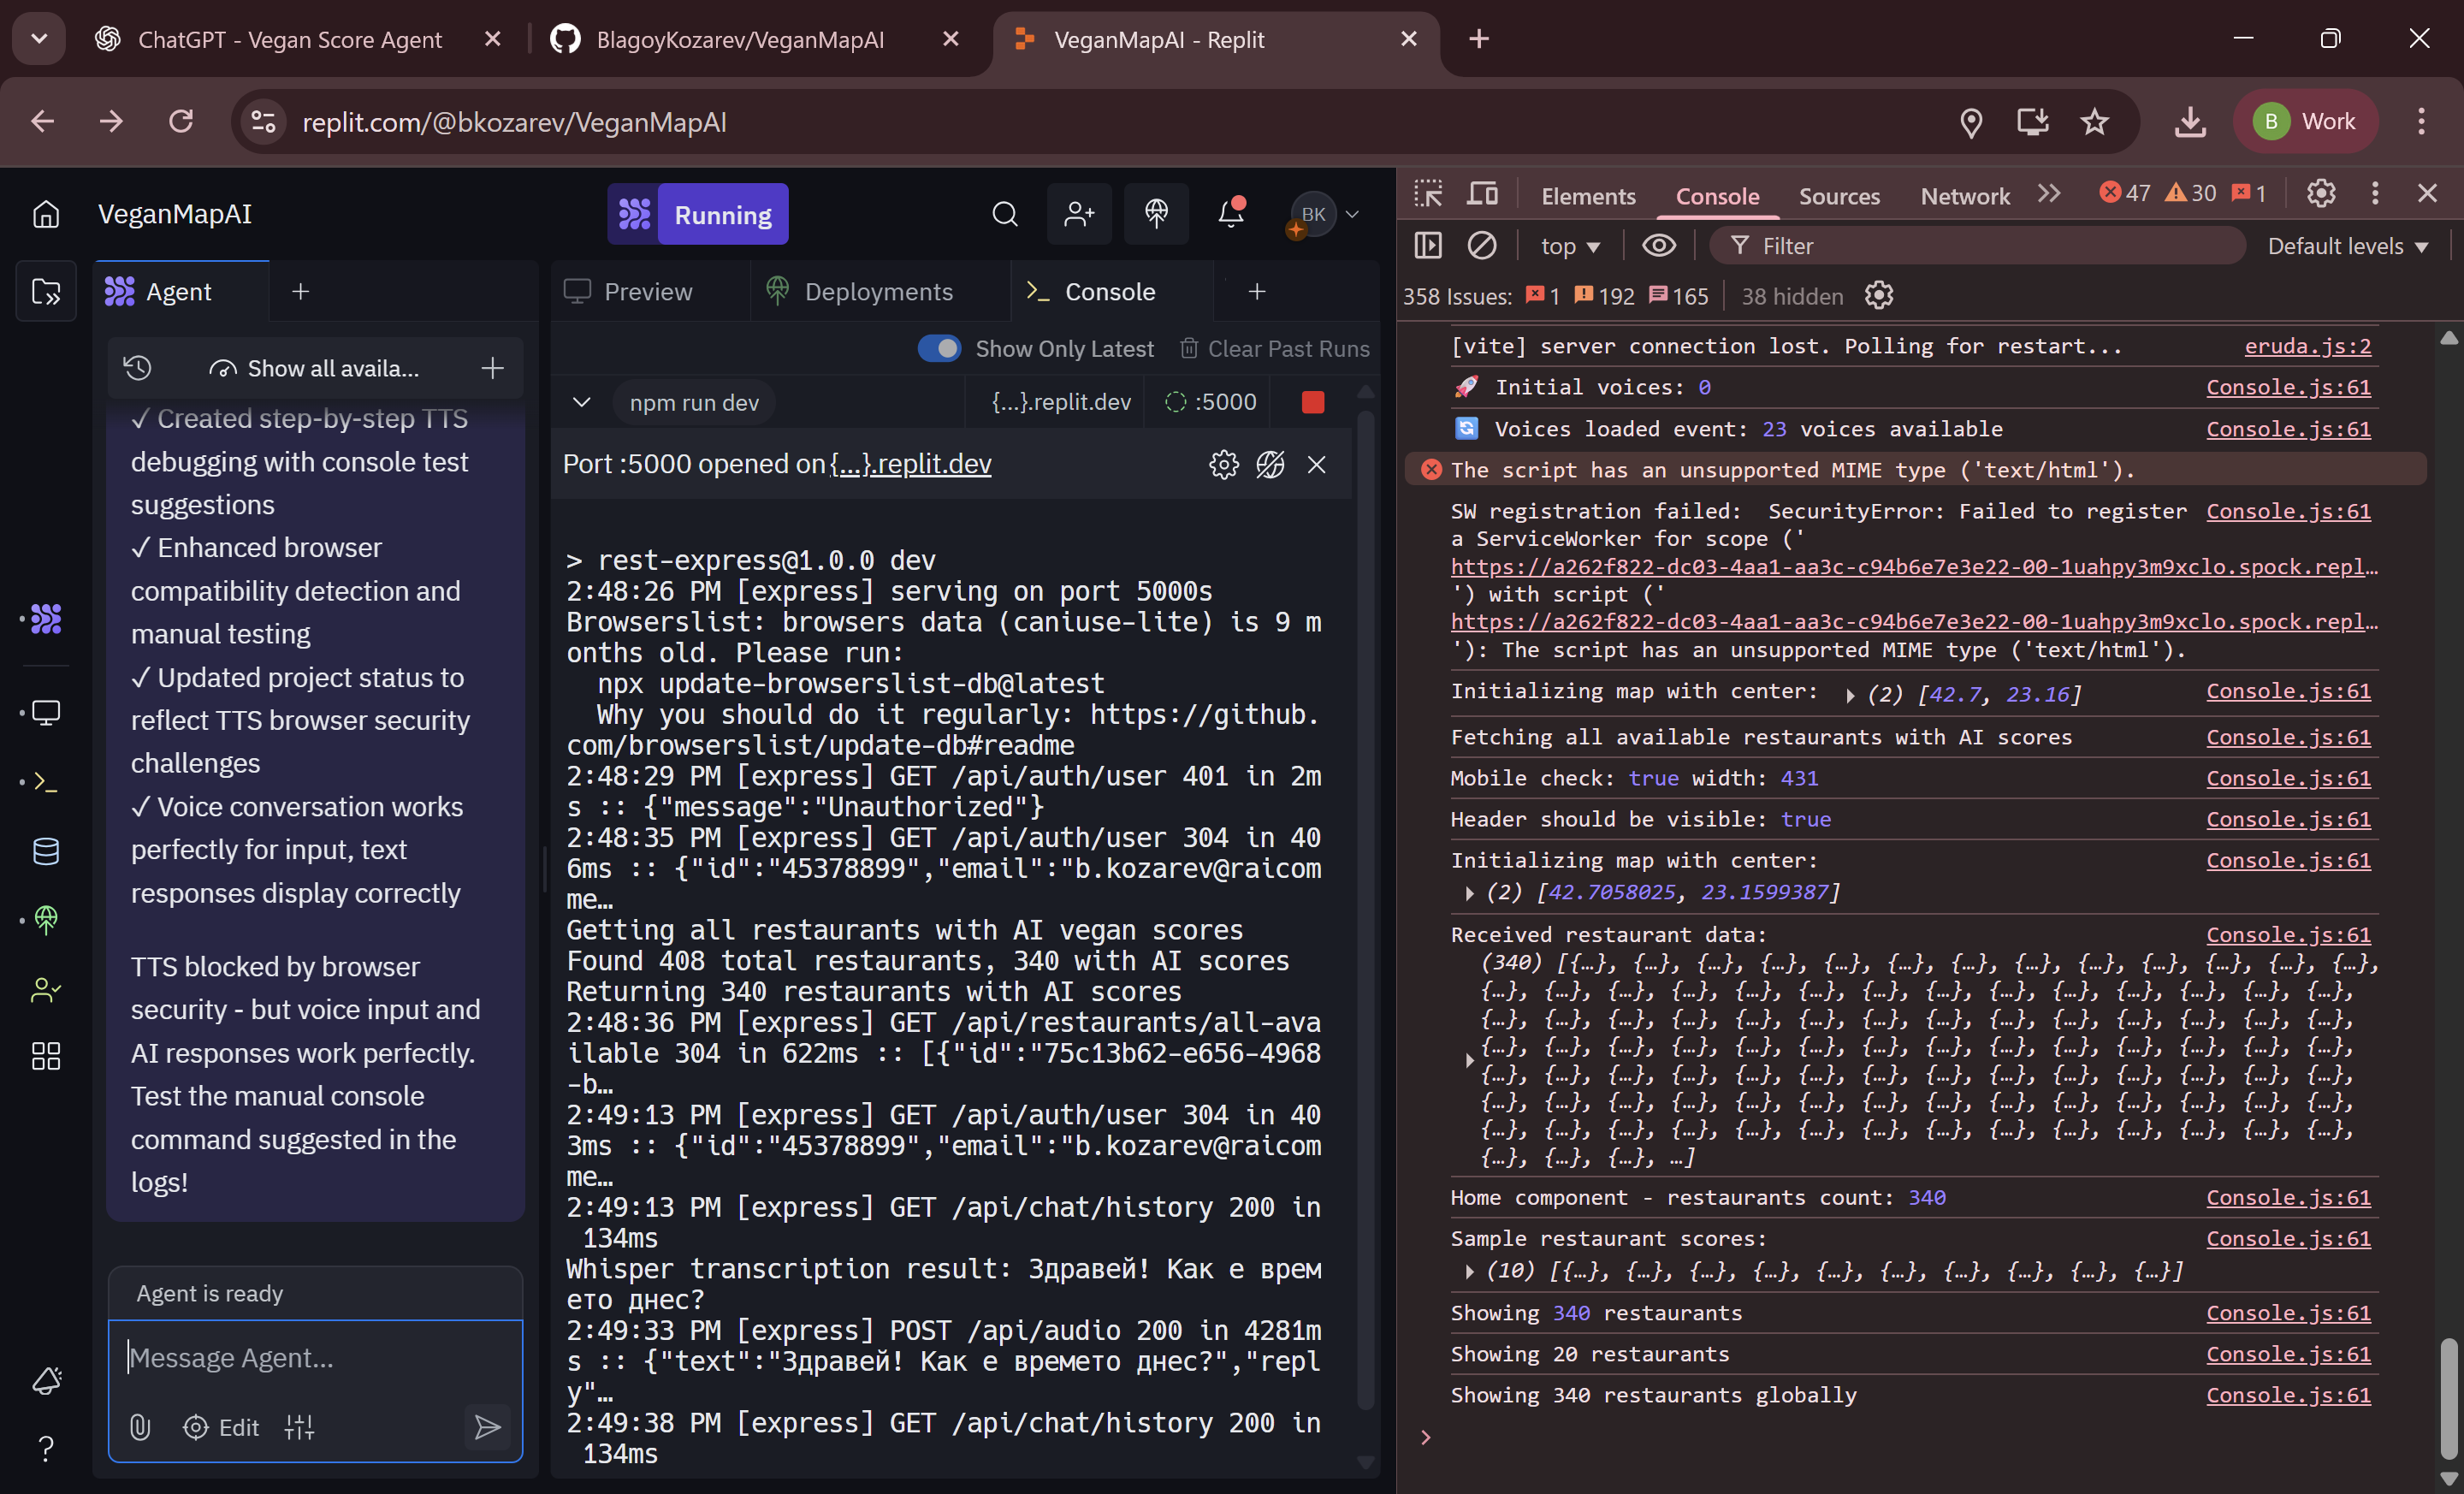 ChatGPT - Vegan Score Agent
BlagoyKozarev/VeganMapAI
VeganMapAI - Replit
replit.com/@bkozarev/VeganMapAI
B Work
VeganMapAI
Running
BK
Agent
Show all availa...
✓ Created step-by-step TTS
debugging with console test
suggestions
✓ Enhanced browser
compatibility detection and
manual testing
✓ Updated project status to
reflect TTS browser security
challenges
✓ Voice conversation works
perfectly for input, text
responses display correctly
TTS blocked by browser
security - but voice input and
AI responses work perfectly.
Test the manual console
command suggested in the
logs!
Agent is ready
Message Agent...
Edit
Preview
Deployments
Console
Show Only Latest
Clear Past Runs
npm run dev
{...}.replit.dev
:5000
Port :5000 opened on {...}.replit.dev
> rest-express@1.0.0 dev
2:48:26 PM [express] serving on port 5000s
Browserslist: browsers data (caniuse-lite) is 9 m
onths old. Please run:
npx update-browserslist-db@latest
Why you should do it regularly: https://github.
com/browserslist/update-db#readme
2:48:29 PM [express] GET /api/auth/user 401 in 2m
s :: {"message":"Unauthorized"}
2:48:35 PM [express] GET /api/auth/user 304 in 40
6ms :: {"id":"45378899","email":"b.kozarev@raicom
me…
Getting all restaurants with AI vegan scores
Found 408 total restaurants, 340 with AI scores
Returning 340 restaurants with AI scores
2:48:36 PM [express] GET /api/restaurants/all-ava
ilable 304 in 622ms :: [{"id":"75c13b62-e656-4968
-b…
2:49:13 PM [express] GET /api/auth/user 304 in 40
3ms :: {"id":"45378899","email":"b.kozarev@raicom
me…
2:49:13 PM [express] GET /api/chat/history 200 in
134ms
Whisper transcription result: Здравей! Как е врем
ето днес?
2:49:33 PM [express] POST /api/audio 200 in 4281m
s :: {"text":"Здравей! Как е времето днес?","repl
y"…
2:49:38 PM [express] GET /api/chat/history 200 in
134ms
Elements
Console
Sources
Network
47
30
1
top
Filter
Default levels
358 Issues: 1 192 165
38 hidden
[vite] server connection lost. Polling for restart... eruda.js:2
🚀 Initial voices: 0 Console.js:61
🔄 Voices loaded event: 23 voices available Console.js:61
The script has an unsupported MIME type ('text/html').
SW registration failed: SecurityError: Failed to register Console.js:61
a ServiceWorker for scope ('
https://a262f822-dc03-4aa1-aa3c-c94b6e7e3e22-00-1uahpy3m9xclo.spock.repl…
') with script ('
https://a262f822-dc03-4aa1-aa3c-c94b6e7e3e22-00-1uahpy3m9xclo.spock.repl…
'): The script has an unsupported MIME type ('text/html').
Initializing map with center: (2) [42.7, 23.16] Console.js:61
Fetching all available restaurants with AI scores Console.js:61
Mobile check: true width: 431 Console.js:61
Header should be visible: true Console.js:61
Initializing map with center: Console.js:61
(2) [42.7058025, 23.1599387]
Received restaurant data: Console.js:61
(340) [{…}, {…}, {…}, {…}, {…}, {…}, {…}, {…}, {…}, {…}, {…}, {…}, {…},
{…}, {…}, {…}, {…}, {…}, {…}, {…}, {…}, {…}, {…}, {…}, {…}, {…}, {…},
{…}, {…}, {…}, {…}, {…}, {…}, {…}, {…}, {…}, {…}, {…}, {…}, {…}, {…},
{…}, {…}, {…}, {…}, {…}, {…}, {…}, {…}, {…}, {…}, {…}, {…}, {…}, {…},
{…}, {…}, {…}, {…}, {…}, {…}, {…}, {…}, {…}, {…}, {…}, {…}, {…}, {…},
{…}, {…}, {…}, {…}, {…}, {…}, {…}, {…}, {…}, {…}, {…}, {…}, {…}, {…},
{…}, {…}, {…}, {…}, {…}, {…}, {…}, {…}, {…}, {…}, {…}, {…}, {…}, {…},
{…}, {…}, {…}, …]
Home component - restaurants count: 340 Console.js:61
Sample restaurant scores: Console.js:61
(10) [{…}, {…}, {…}, {…}, {…}, {…}, {…}, {…}, {…}, {…}]
Showing 340 restaurants Console.js:61
Showing 20 restaurants Console.js:61
Showing 340 restaurants globally Console.js:61